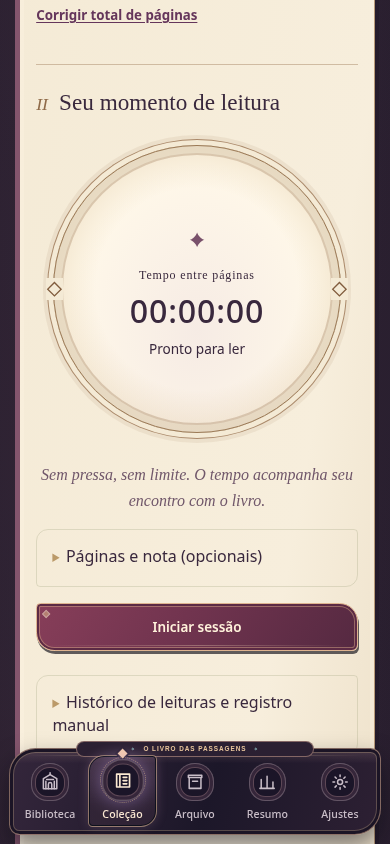 Corrigir total de páginas
II Seu momento de leitura
Tempo entre páginas
00:00:00
Pronto para ler
Sem pressa, sem limite. O tempo acompanha seu
encontro com o livro.
Páginas e nota (opcionais)
Iniciar sessão
Histórico de leituras e registro
manual
O LIVRO DAS PASSAGENS
Biblioteca Coleção Arquivo Resumo Ajustes